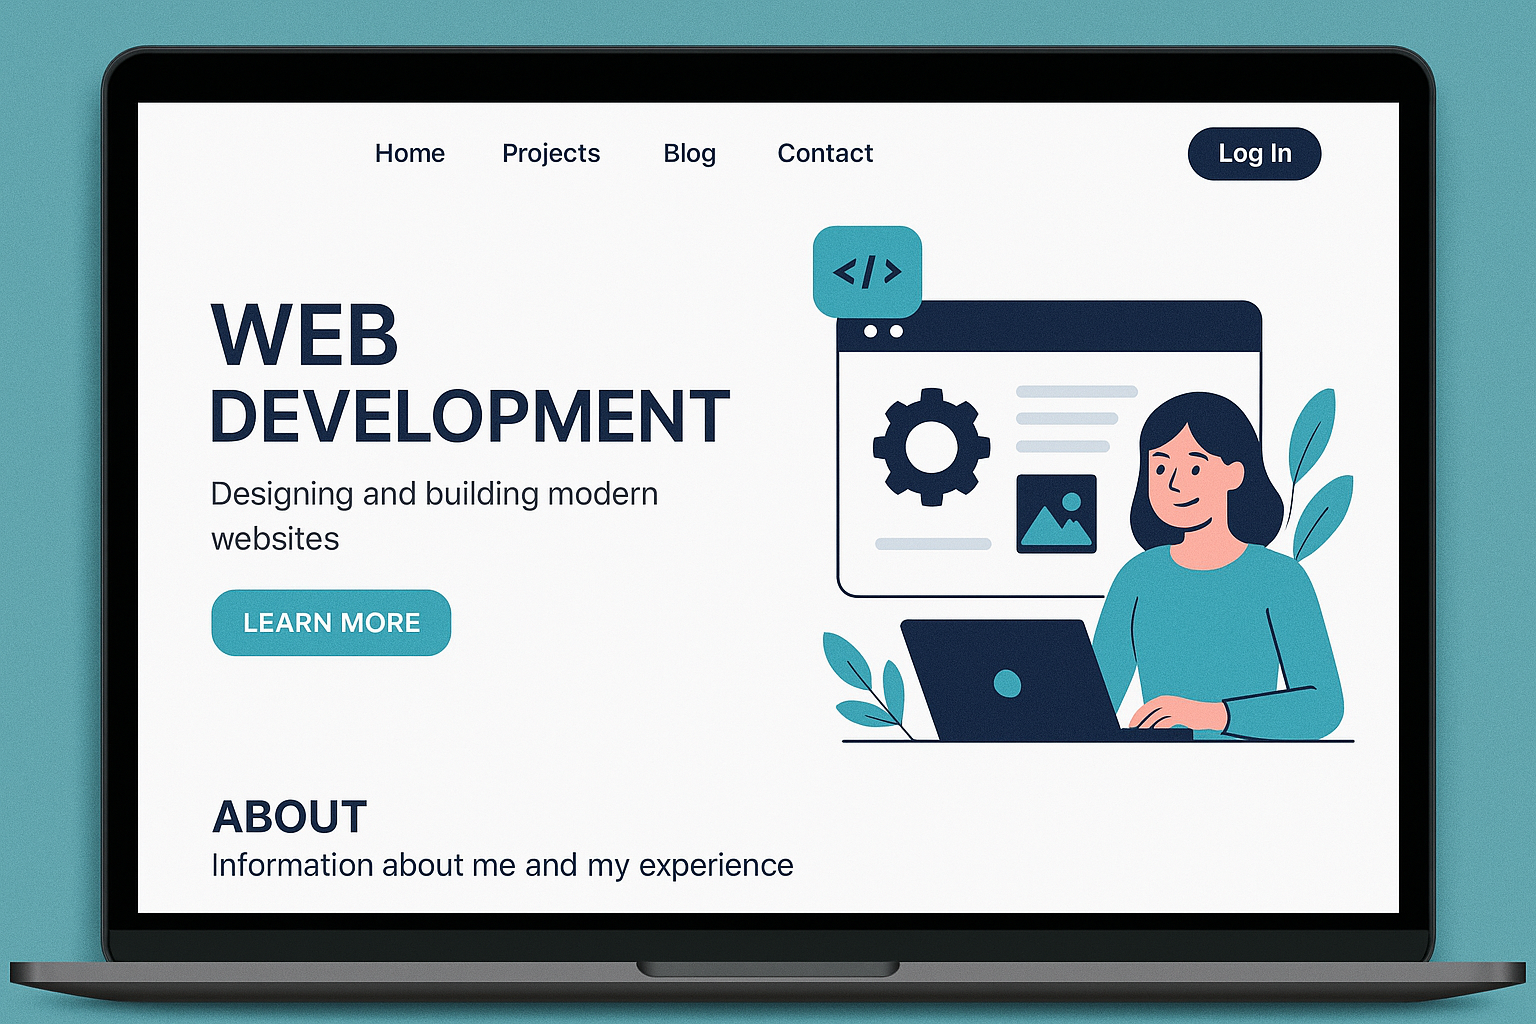 Home Projects Blog Contact Log In
</>
WEB
DEVELOPMENT
Designing and building modern
websites
LEARN MORE
ABOUT
Information about me and my experience